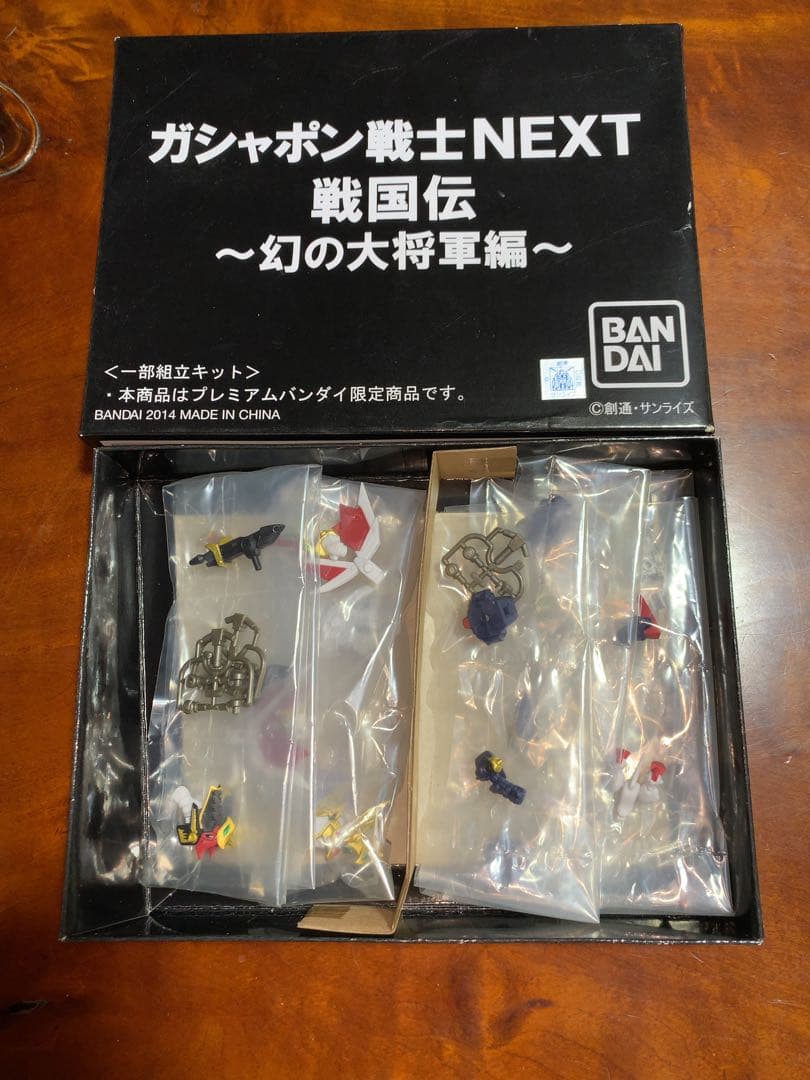 ガシャポン戦士NEXT
戦国伝
～幻の大将軍編～
BAN
DAI
＜一部組立キット＞
・本商品はプレミアムバンダイ限定商品です。
BANDAI 2014 MADE IN CHINA
©創通・サンライズ